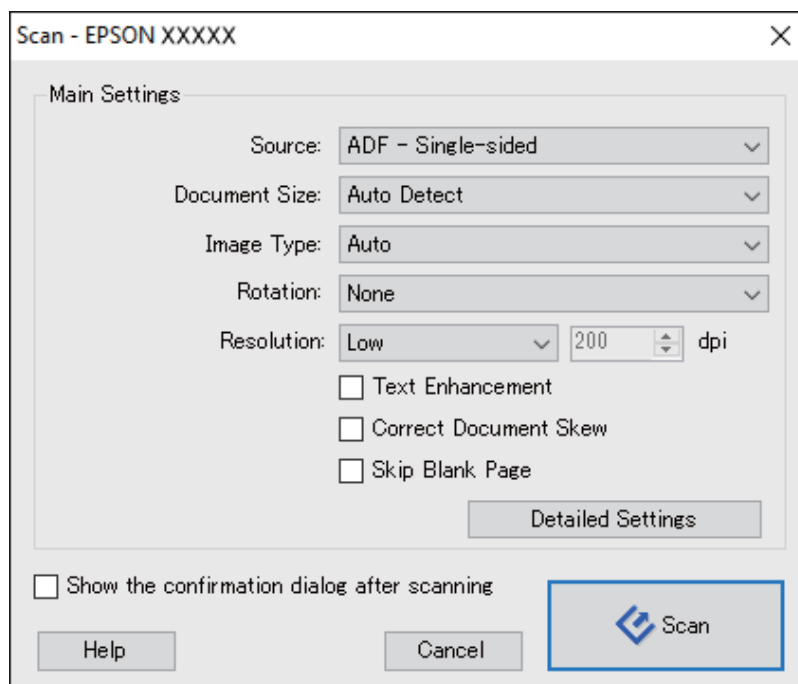 Scan - EPSON XXXXX
Main Settings
Source: ADF - Single-sided
Document Size: Auto Detect
Image Type: Auto
Rotation: None
Resolution: Low 200 dpi
Text Enhancement
Correct Document Skew
Skip Blank Page
Detailed Settings
Show the confirmation dialog after scanning
Help Cancel Scan